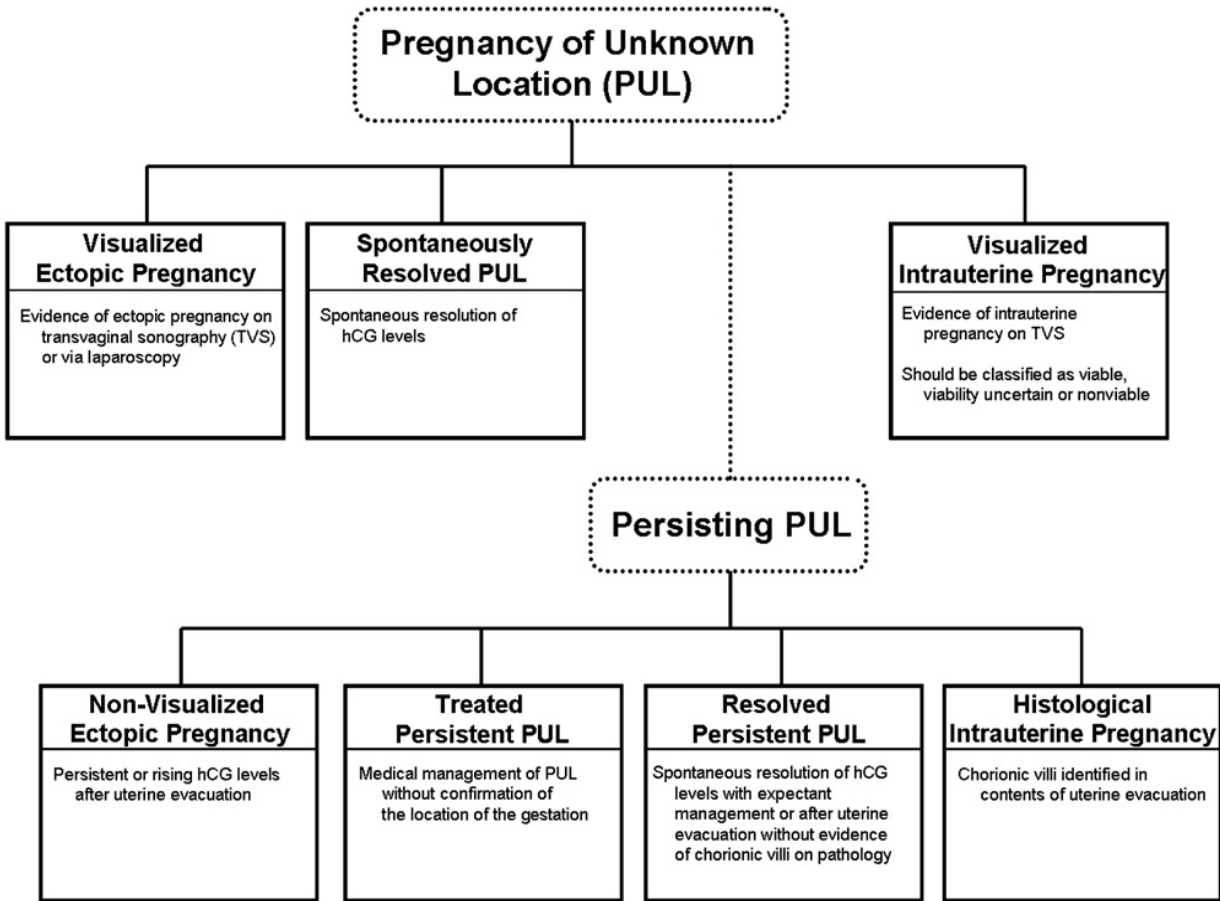 Pregnancy of Unknown
Location (PUL)
Visualized
Ectopic Pregnancy
Evidence of ectopic pregnancy on
transvaginal sonography (TVS)
or via laparoscopy
Spontaneously
Resolved PUL
Spontaneous resolution of
hCG levels
Visualized
Intrauterine Pregnancy
Evidence of intrauterine
pregnancy on TVS
Should be classified as viable,
viability uncertain or nonviable
Persisting PUL
Non-Visualized
Ectopic Pregnancy
Persistent or rising hCG levels
after uterine evacuation
Treated
Persistent PUL
Medical management of PUL
without confirmation of
the location of the gestation
Resolved
Persistent PUL
Spontaneous resolution of hCG
levels with expectant
management or after uterine
evacuation without evidence
of chorionic villi on pathology
Histological
Intrauterine Pregnancy
Chorionic villi identified in
contents of uterine evacuation